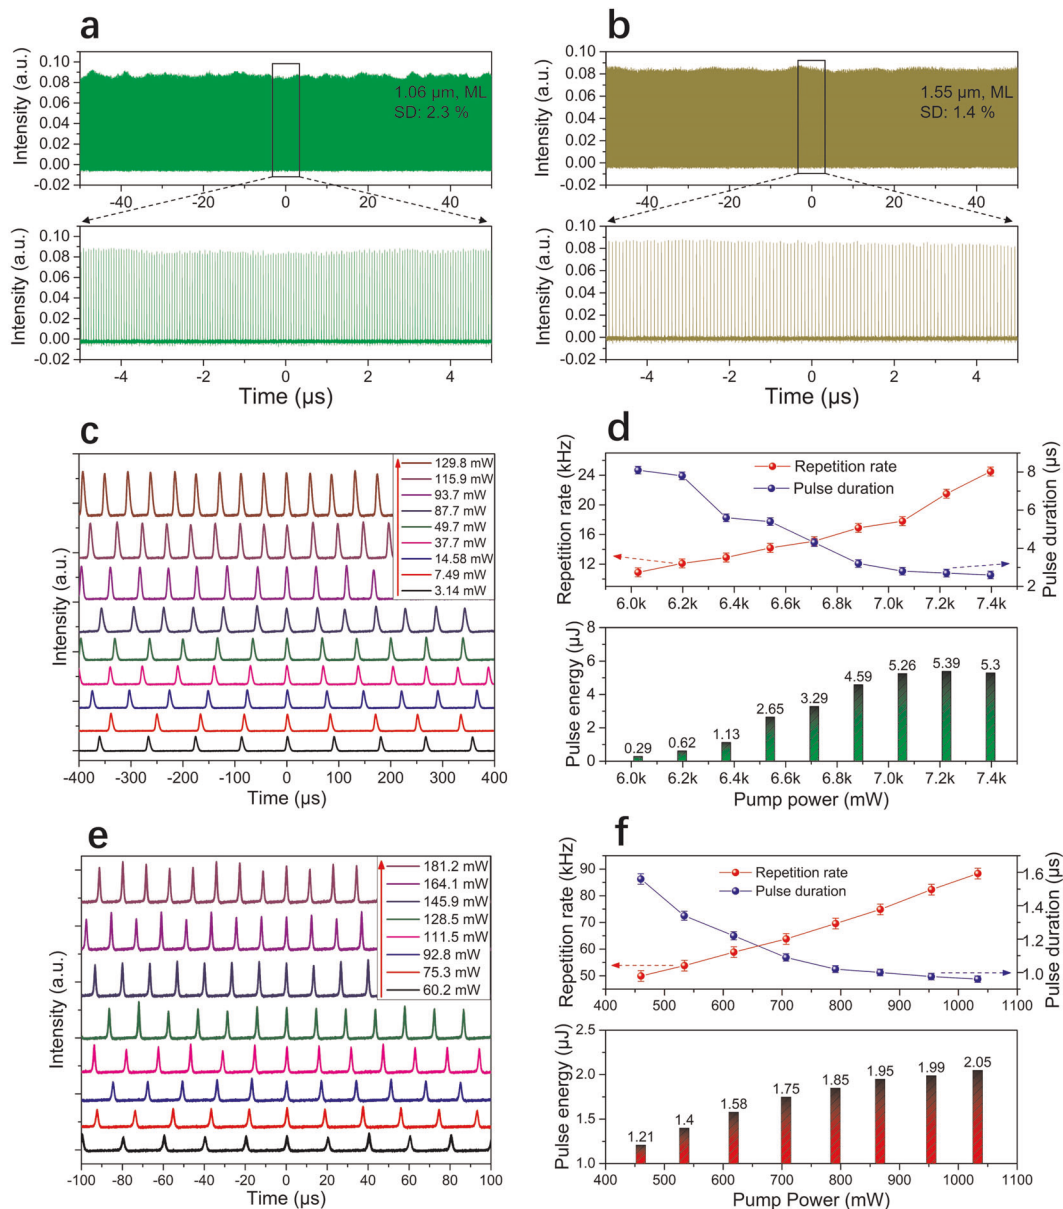 a
Intensity (a.u.)
0.10
0.08
0.06
0.04
0.02
0.00
-0.02
1.06 µm, ML
SD: 2.3 %
-40 -20 0 20 40
Intensity (a.u.)
0.10
0.08
0.06
0.04
0.02
0.00
-0.02
-4 -2 0 2 4
Time (µs)
b
Intensity (a.u.)
0.10
0.08
0.06
0.04
0.02
0.00
-0.02
1.55 µm, ML
SD: 1.4 %
-40 -20 0 20 40
Intensity (a.u.)
0.10
0.08
0.06
0.04
0.02
0.00
-0.02
-4 -2 0 2 4
Time (µs)
c
Intensity (a.u.)
129.8 mW
115.9 mW
93.7 mW
87.7 mW
49.7 mW
37.7 mW
14.58 mW
7.49 mW
3.14 mW
-400 -300 -200 -100 0 100 200 300 400
Time (µs)
d
Repetition rate (kHz)
24
20
16
12
Repetition rate
Pulse duration
8
6
4
2
Pulse duration (µs)
6.0k 6.2k 6.4k 6.6k 6.8k 7.0k 7.2k 7.4k
Pulse energy (µJ)
8
6
4
2
0
0.29 0.62 1.13 2.65 3.29 4.59 5.26 5.39 5.3
6.0k 6.2k 6.4k 6.6k 6.8k 7.0k 7.2k 7.4k
Pump power (mW)
e
Intensity (a.u.)
181.2 mW
164.1 mW
145.9 mW
128.5 mW
111.5 mW
92.8 mW
75.3 mW
60.2 mW
-100 -80 -60 -40 -20 0 20 40 60 80 100
Time (µs)
f
Repetition rate (kHz)
90
80
70
60
50
Repetition rate
Pulse duration
1.6
1.4
1.2
1.0
Pulse duration (µs)
400 500 600 700 800 900 1000 1100
Pulse energy (µJ)
2.5
2.0
1.5
1.0
1.21 1.4 1.58 1.75 1.85 1.95 1.99 2.05
400 500 600 700 800 900 1000 1100
Pump Power (mW)